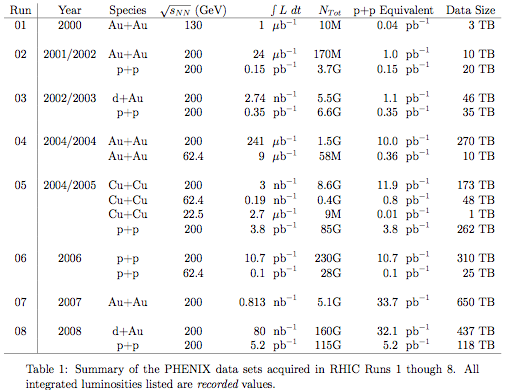 Run Year Species √sNN (GeV) ∫ L dt NTot p+p Equivalent Data Size
01 2000 Au+Au 130 1 μb−1 10M 0.04 pb−1 3 TB
02 2001/2002 Au+Au 200 24 μb−1 170M 1.0 pb−1 10 TB
p+p 200 0.15 pb−1 3.7G 0.15 pb−1 20 TB
03 2002/2003 d+Au 200 2.74 nb−1 5.5G 1.1 pb−1 46 TB
p+p 200 0.35 pb−1 6.6G 0.35 pb−1 35 TB
04 2004/2004 Au+Au 200 241 μb−1 1.5G 10.0 pb−1 270 TB
Au+Au 62.4 9 μb−1 58M 0.36 pb−1 10 TB
05 2004/2005 Cu+Cu 200 3 nb−1 8.6G 11.9 pb−1 173 TB
Cu+Cu 62.4 0.19 nb−1 0.4G 0.8 pb−1 48 TB
Cu+Cu 22.5 2.7 μb−1 9M 0.01 pb−1 1 TB
p+p 200 3.8 pb−1 85G 3.8 pb−1 262 TB
06 2006 p+p 200 10.7 pb−1 230G 10.7 pb−1 310 TB
p+p 62.4 0.1 pb−1 28G 0.1 pb−1 25 TB
07 2007 Au+Au 200 0.813 nb−1 5.1G 33.7 pb−1 650 TB
08 2008 d+Au 200 80 nb−1 160G 32.1 pb−1 437 TB
p+p 200 5.2 pb−1 115G 5.2 pb−1 118 TB
Table 1: Summary of the PHENIX data sets acquired in RHIC Runs 1 though 8. All
integrated luminosities listed are recorded values.